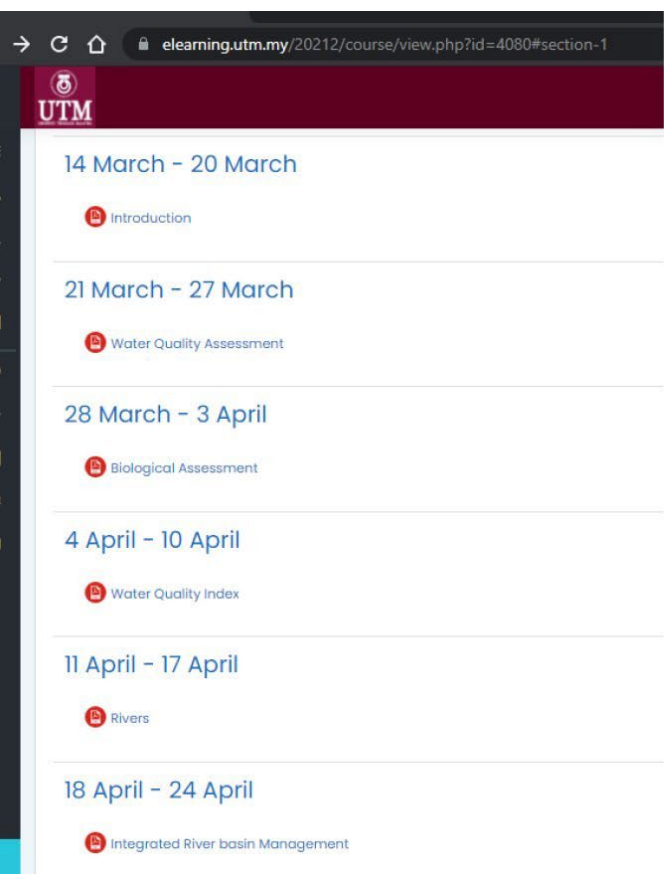 elearning.utm.my/20212/course/view.php?id=4080#section-1
UTM
14 March - 20 March
Introduction
21 March - 27 March
Water Quality Assessment
28 March - 3 April
Biological Assessment
4 April - 10 April
Water Quality Index
11 April - 17 April
Rivers
18 April - 24 April
Integrated River basin Management